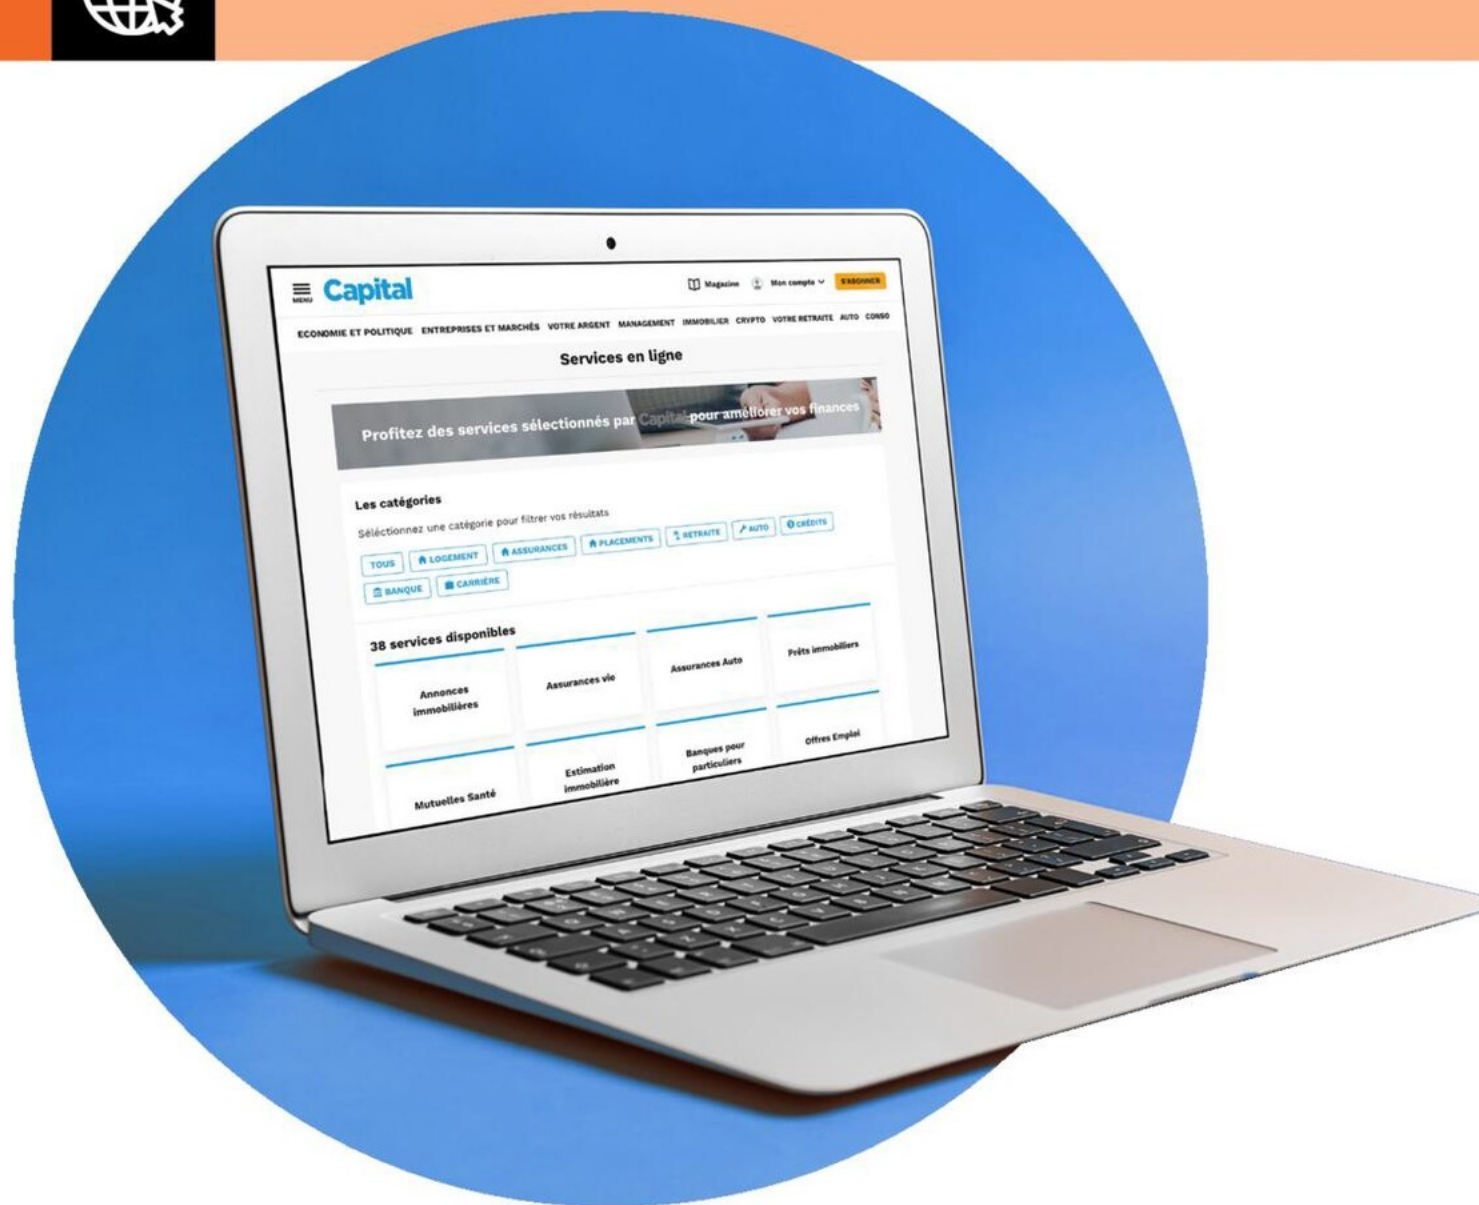 MENU
Capital
Magazine
Mon compte
S'ABONNER
ECONOMIE ET POLITIQUE ENTREPRISES ET MARCHÉS VOTRE ARGENT MANAGEMENT IMMOBILIER CRYPTO VOTRE RETRAITE AUTO CONSO
Services en ligne
Profitez des services sélectionnés par Capital pour améliorer vos finances
Les catégories
Séléctionnez une catégorie pour filtrer vos résultats
TOUS LOGEMENT ASSURANCES PLACEMENTS RETRAITE AUTO CRÉDITS
BANQUE CARRIÈRE
38 services disponibles
Annonces
immobilières
Assurances vie
Assurances Auto
Prêts immobiliers
Mutuelles Santé
Estimation
immobilière
Banques pour
particuliers
Offres Emploi